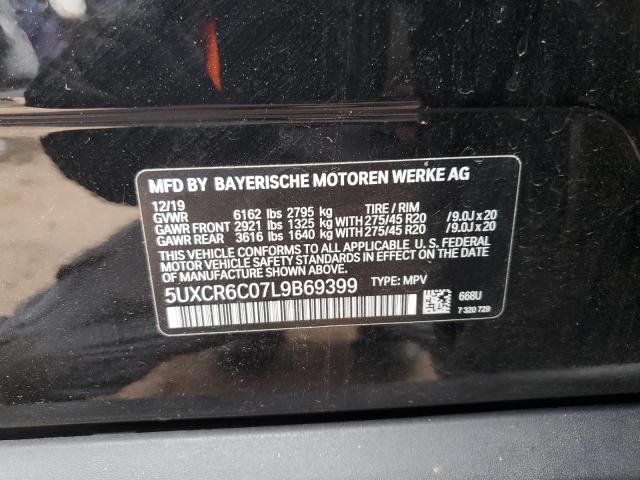 MFD BY BAYERISCHE MOTOREN WERKE AG
12/19
GVWR 6162 lbs 2795 kg TIRE / RIM
GAWR FRONT 2921 lbs 1325 kg WITH 275/45 R20 /9.0J x 20
GAWR REAR 3616 lbs 1640 kg WITH 275/45 R20 /9.0J x 20
THIS VEHICLE CONFORMS TO ALL APPLICABLE U. S. FEDERAL
MOTOR VEHICLE SAFETY STANDARDS IN EFFECT ON THE DATE
OF MANUFACTURE SHOWN ABOVE.
5UXCR6C07L9B69399 TYPE: MPV
668U
7 320 729